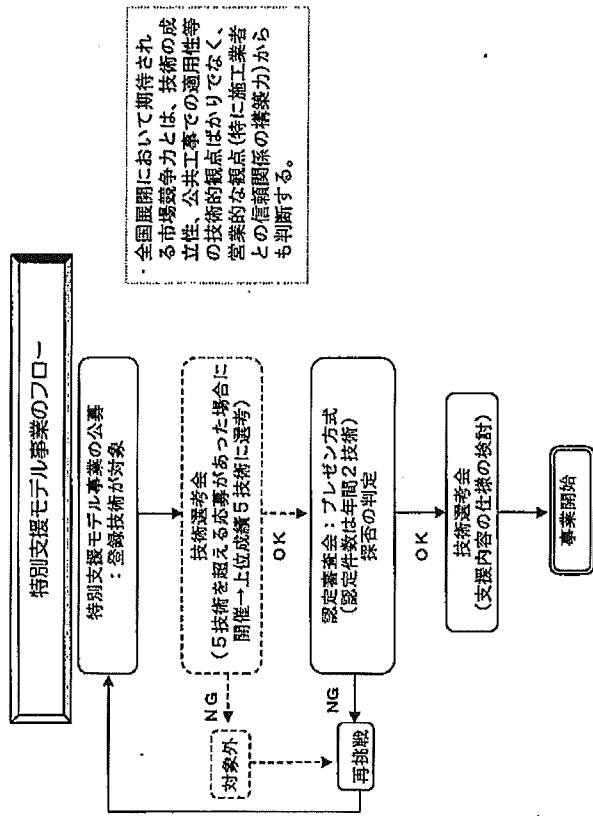 特別支援モデル事業のフロー
特別支援モデル事業の公募
：登録技術が対象
技術選考会
（５技術を超える応募があった場合に
開催→上位成績５技術に選考）
NG
対象外
OK
認定審査会：プレゼン方式
（認定件数は年間２技術）
採否の判定
NG
再挑戦
OK
技術選考会
（支援内容の仕様の検討）
事業開始
・全国展開において期待され
る市場競争力とは、技術の成
立性、公共工事での適用性等
の技術的観点ばかりでなく、
営業的な観点（特に施工業者
との信頼関係の構築力）から
も判断する。